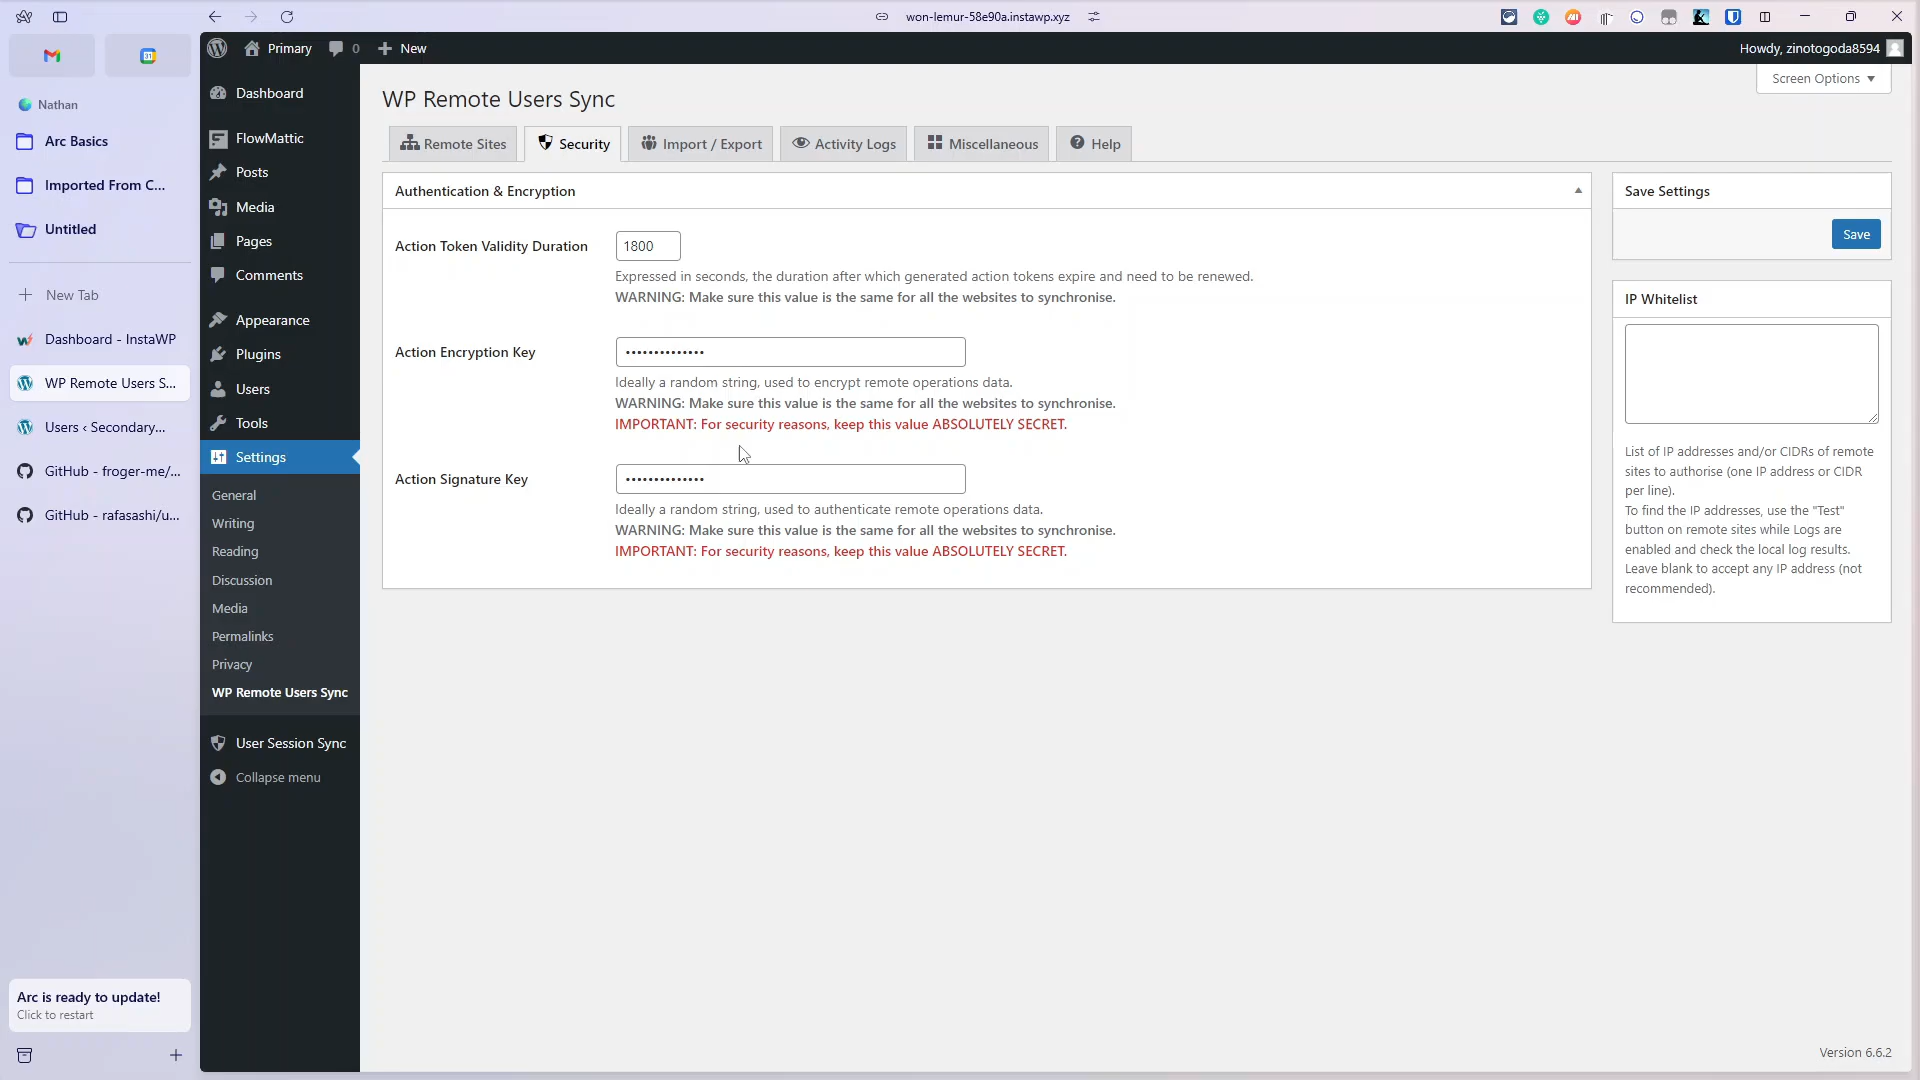 won-lemur-58e90a.instawp.xyz
Nathan
Arc Basics
Imported From C...
Untitled
New Tab
Dashboard - InstaWP
WP Remote Users S...
Users ‹ Secondary...
GitHub - froger-me/...
GitHub - rafasashi/u...
Arc is ready to update!
Click to restart
Primary
0
New
Howdy, zinotogoda8594
Dashboard
FlowMattic
Posts
Media
Pages
Comments
Appearance
Plugins
Users
Tools
Settings
General
Writing
Reading
Discussion
Media
Permalinks
Privacy
WP Remote Users Sync
User Session Sync
Collapse menu
Screen Options
WP Remote Users Sync
Remote Sites
Security
Import / Export
Activity Logs
Miscellaneous
Help
Authentication & Encryption
Action Token Validity Duration
1800
Expressed in seconds, the duration after which generated action tokens expire and need to be renewed.
WARNING: Make sure this value is the same for all the websites to synchronise.
Action Encryption Key
••••••••••••••
Ideally a random string, used to encrypt remote operations data.
WARNING: Make sure this value is the same for all the websites to synchronise.
IMPORTANT: For security reasons, keep this value ABSOLUTELY SECRET.
Action Signature Key
••••••••••••••
Ideally a random string, used to authenticate remote operations data.
WARNING: Make sure this value is the same for all the websites to synchronise.
IMPORTANT: For security reasons, keep this value ABSOLUTELY SECRET.
Save Settings
Save
IP Whitelist
List of IP addresses and/or CIDRs of remote
sites to authorise (one IP address or CIDR
per line).
To find the IP addresses, use the "Test"
button on remote sites while Logs are
enabled and check the local log results.
Leave blank to accept any IP address (not
recommended).
Version 6.6.2